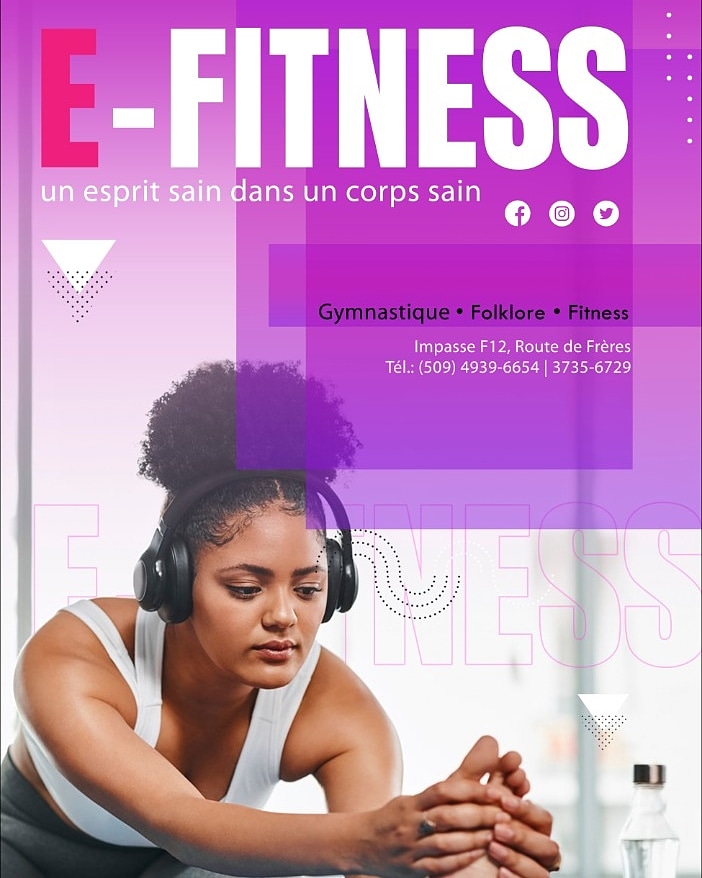 E-FITNESS
un esprit sain dans un corps sain
Gymnastique • Folklore • Fitness
Impasse F12, Route de Frères
Tél.: (509) 4939-6654 | 3735-6729
E-FITNESS